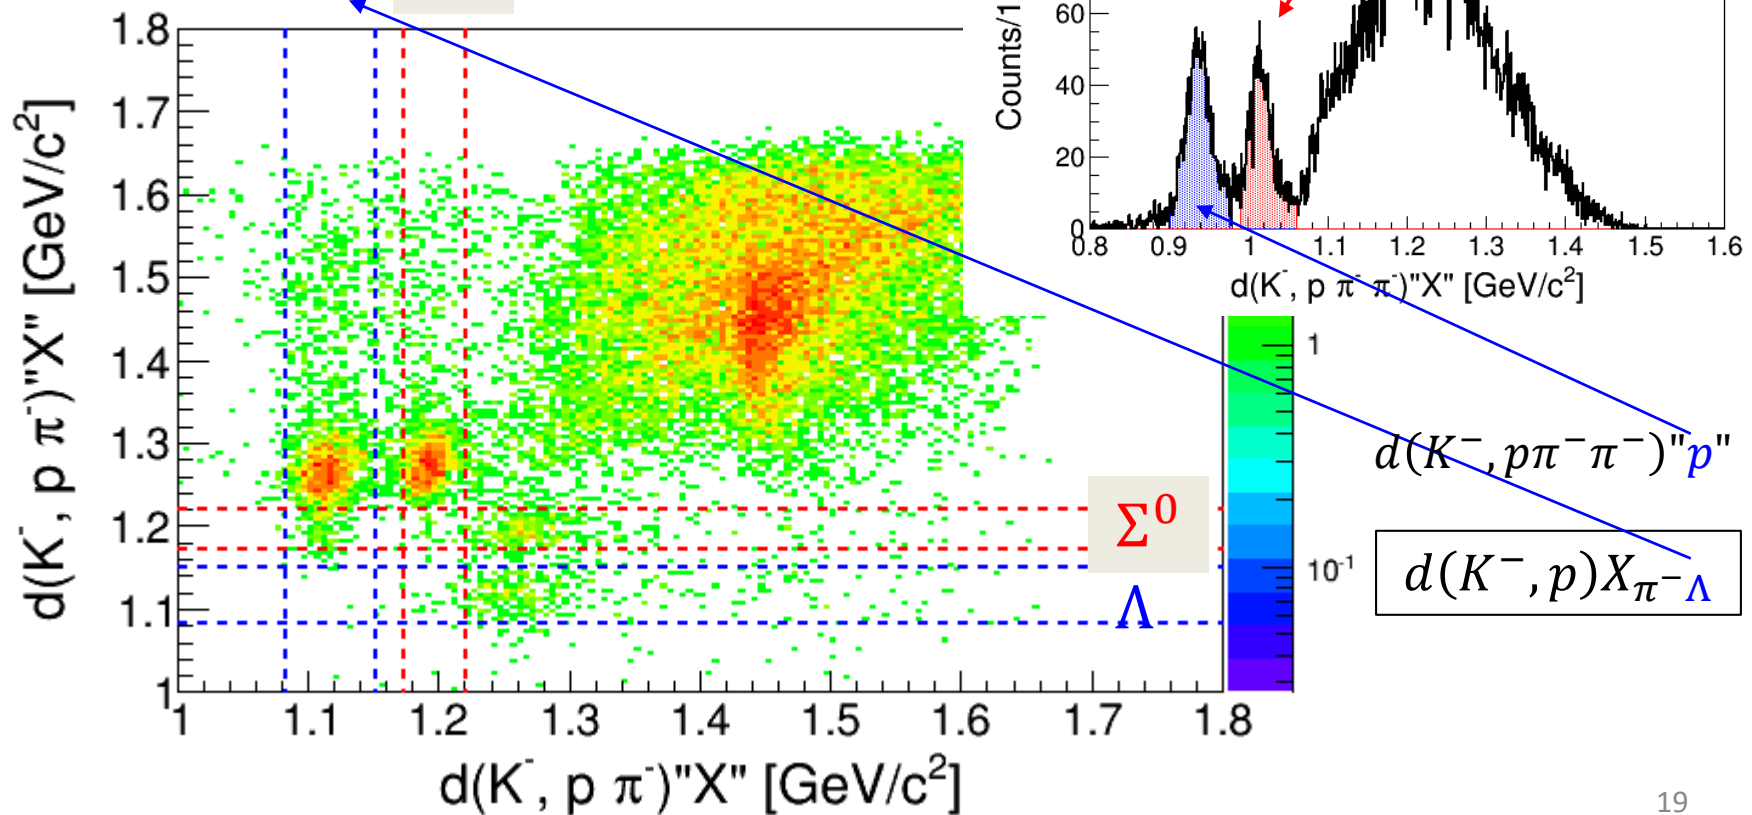 1.8
1.7
1.6
1.5
1.4
1.3
1.2
1.1
1
d(K⁻, p π⁻)"X" [GeV/c²]
1 1.1 1.2 1.3 1.4 1.5 1.6 1.7 1.8
d(K⁻, p π⁻)"X" [GeV/c²]
Σ⁰
Λ
60
40
20
0
Counts/1
0.8 0.9 1 1.1 1.2 1.3 1.4 1.5 1.6
d(K⁻, p π⁻ π⁻)"X" [GeV/c²]
1
10⁻¹
d(K⁻, pπ⁻π⁻)"p"
d(K⁻, p)X_π⁻Λ
19